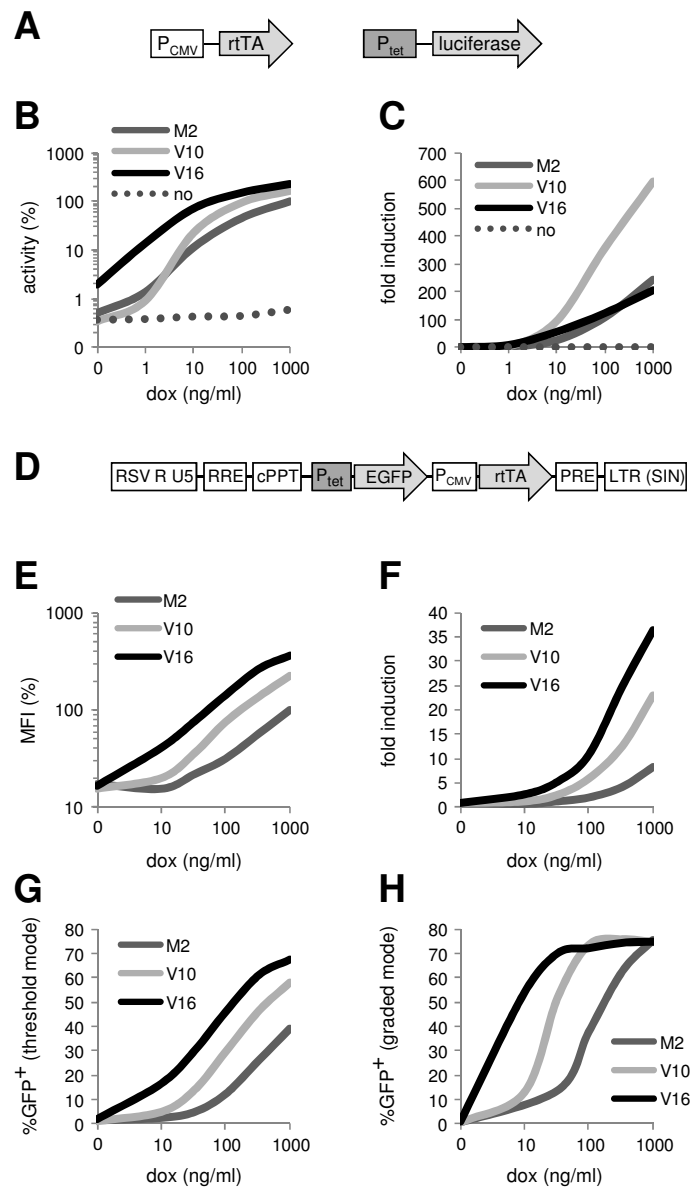 A
P_CMV rtTA P_tet luciferase
B
M2
V10
V16
no
1000
100
10
1
0
activity (%)
0 1 10 100 1000
dox (ng/ml)
C
M2
V10
V16
no
700
600
500
400
300
200
100
0
fold induction
0 1 10 100 1000
dox (ng/ml)
D
RSV R U5 RRE cPPT P_tet EGFP P_CMV rtTA PRE LTR (SIN)
E
M2
V10
V16
1000
100
10
MFI (%)
0 10 100 1000
dox (ng/ml)
F
M2
V10
V16
40
35
30
25
20
15
10
5
0
fold induction
0 10 100 1000
dox (ng/ml)
G
M2
V10
V16
80
70
60
50
40
30
20
10
0
%GFP⁺ (threshold mode)
0 10 100 1000
dox (ng/ml)
H
80
70
60
50
40
30
20
10
0
%GFP⁺ (graded mode)
M2
V10
V16
0 10 100 1000
dox (ng/ml)